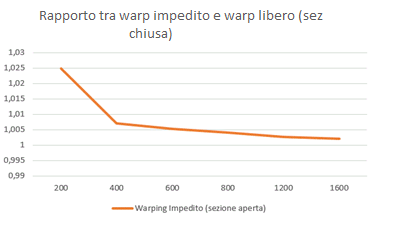 Rapporto tra warp impedito e warp libero (sez
chiusa)
1,03
1,025
1,02
1,015
1,01
1,005
1
0,995
0,99
200 400 600 800 1200 1600
Warping Impedito (sezione aperta)